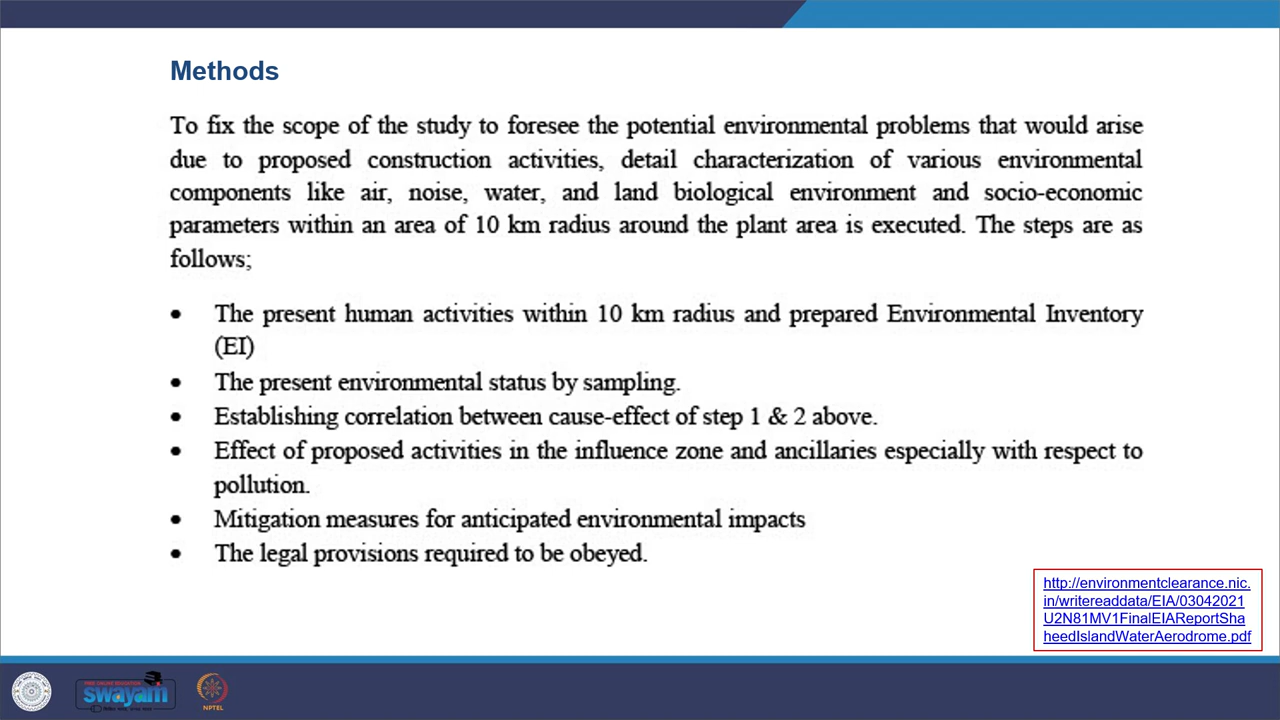 Methods
To fix the scope of the study to foresee the potential environmental problems that would arise
due to proposed construction activities, detail characterization of various environmental
components like air, noise, water, and land biological environment and socio-economic
parameters within an area of 10 km radius around the plant area is executed. The steps are as
follows;
• The present human activities within 10 km radius and prepared Environmental Inventory
(EI)
• The present environmental status by sampling.
• Establishing correlation between cause-effect of step 1 & 2 above.
• Effect of proposed activities in the influence zone and ancillaries especially with respect to
pollution.
• Mitigation measures for anticipated environmental impacts
• The legal provisions required to be obeyed.
http://environmentclearance.nic.
in/writereaddata/EIA/03042021
U2N81MV1FinalEIAReportSha
heedIslandWaterAerodrome.pdf
FREE ONLINE EDUCATION
swayam
NPTEL